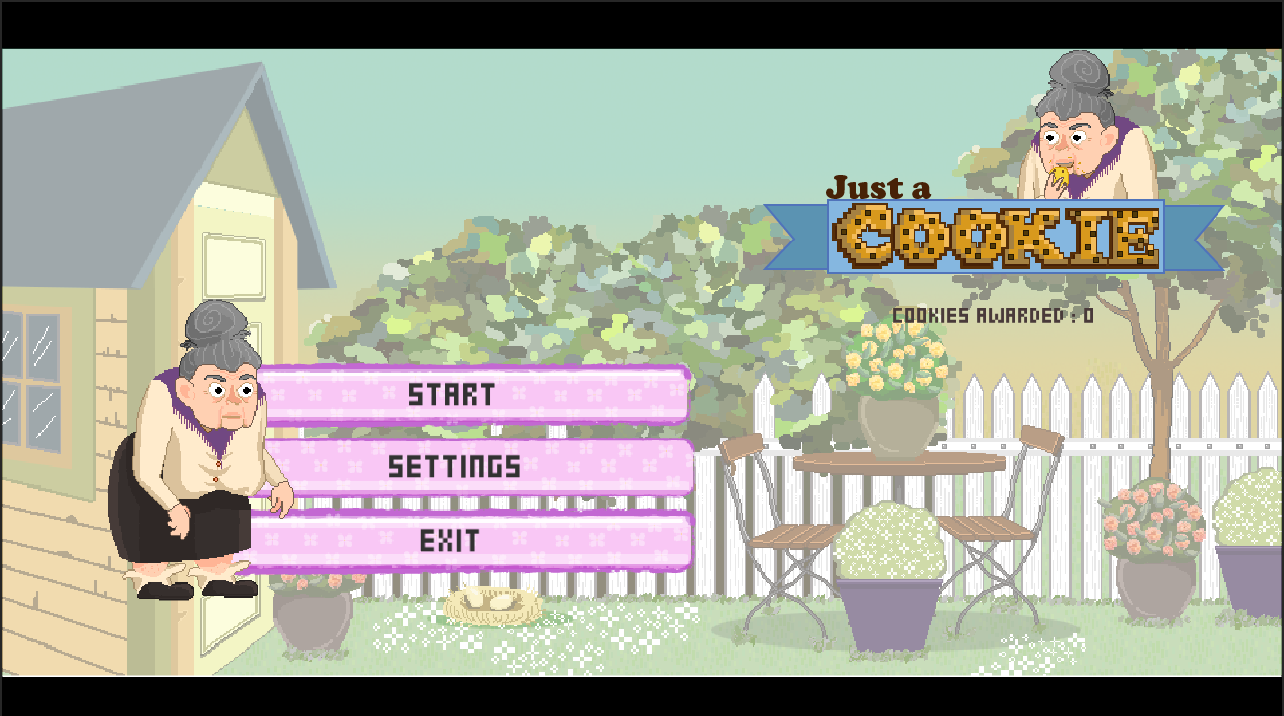 Just a
COOKIE
COOKIES AWARDED : 0
START
SETTINGS
EXIT